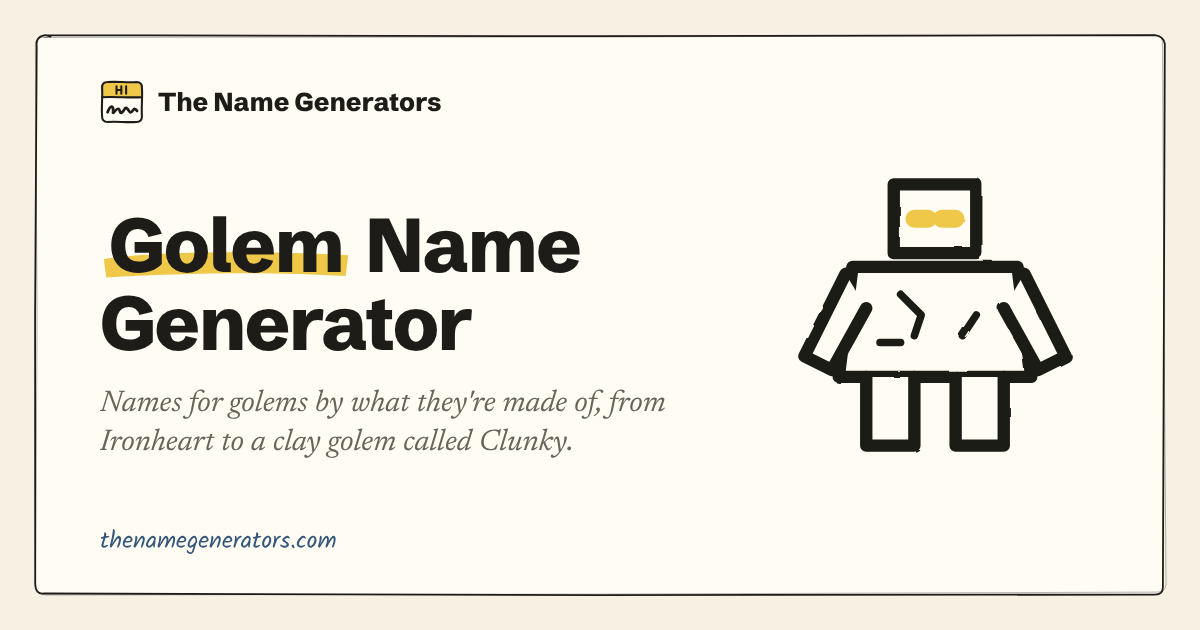 HI
The Name Generators
Golem Name
Generator
Names for golems by what they're made of, from
Ironheart to a clay golem called Clunky.
thenamegenerators.com